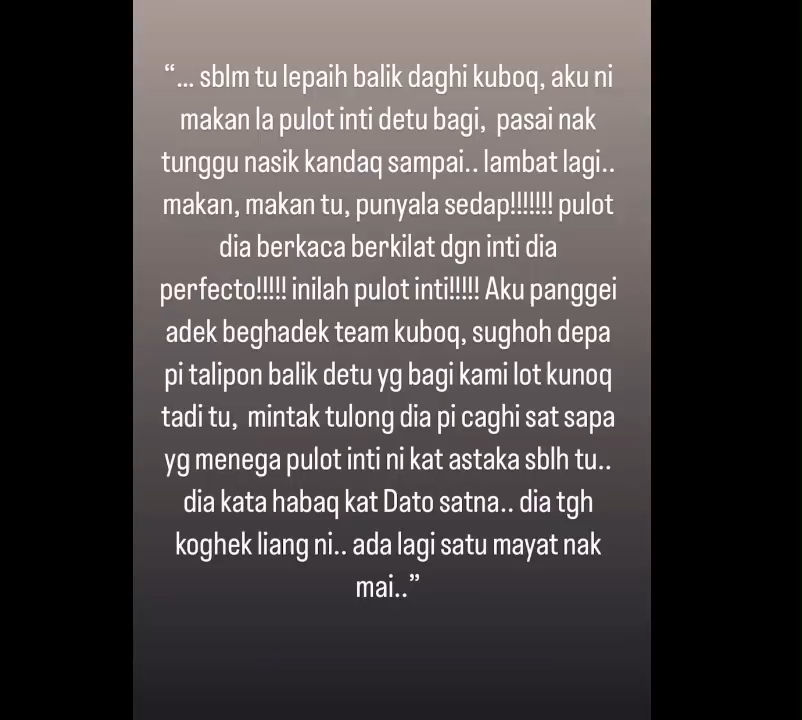 “... sblm tu lepaih balik daghi kuboq, aku ni
makan la pulot inti detu bagi,  pasai nak
tunggu nasik kandaq sampai.. lambat lagi..
makan, makan tu, punyala sedap!!!!!!! pulot
dia berkaca berkilat dgn inti dia
perfecto!!!!! inilah pulot inti!!!!! Aku panggei
adek beghadek team kuboq, sughoh depa
pi talipon balik detu yg bagi kami lot kunoq
tadi tu,  mintak tulong dia pi caghi sat sapa
yg menega pulot inti ni kat astaka sblh tu..
dia kata habaq kat Dato satna.. dia tgh
koghek liang ni.. ada lagi satu mayat nak
mai..”